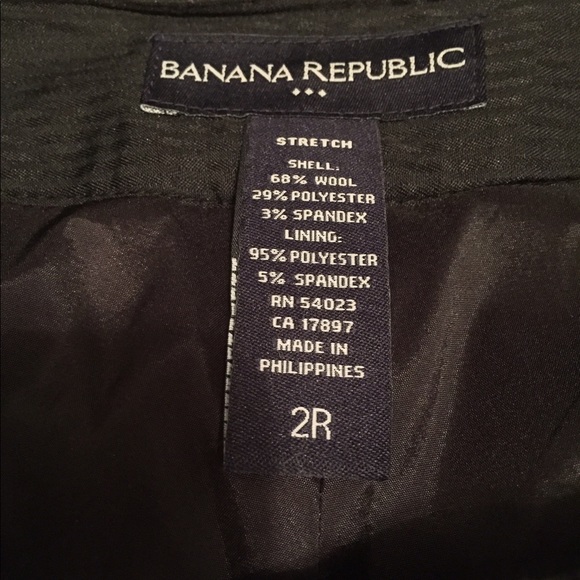 BANANA REPUBLIC
STRETCH
SHELL:
68% WOOL
29% POLYESTER
3% SPANDEX
LINING:
95% POLYESTER
5% SPANDEX
RN 54023
CA 17897
MADE IN
PHILIPPINES
2R